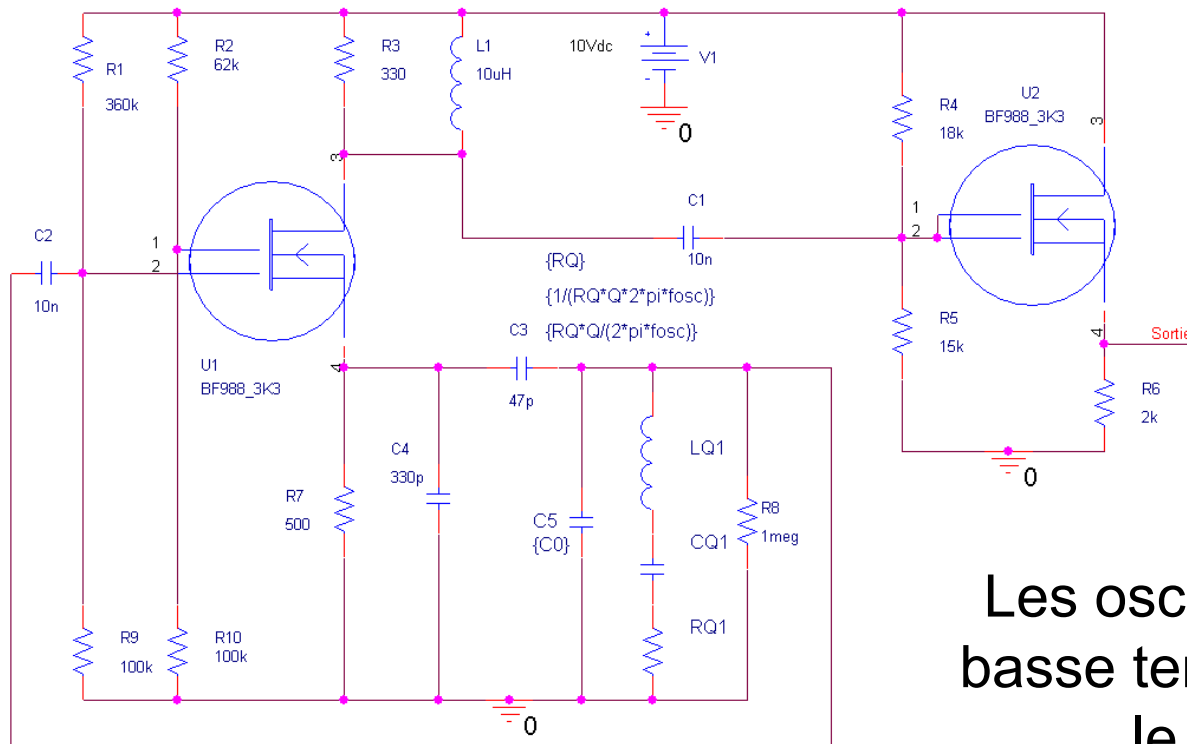 R1
360k
R2
62k
R3
330
L1
10uH
10Vdc
+
-
V1
0
R4
18k
U2
BF988_3K3
3
1
2
4
Sortie
C2
10n
1
2
3
4
U1
BF988_3K3
C1
10n
{RQ}
{1/(RQ*Q*2*pi*fosc)}
{RQ*Q/(2*pi*fosc)}
C3
47p
R5
15k
R6
2k
0
C4
330p
R7
500
C5
{C0}
LQ1
CQ1
RQ1
R8
1meg
R9
100k
R10
100k
0
Les osc
basse te
le